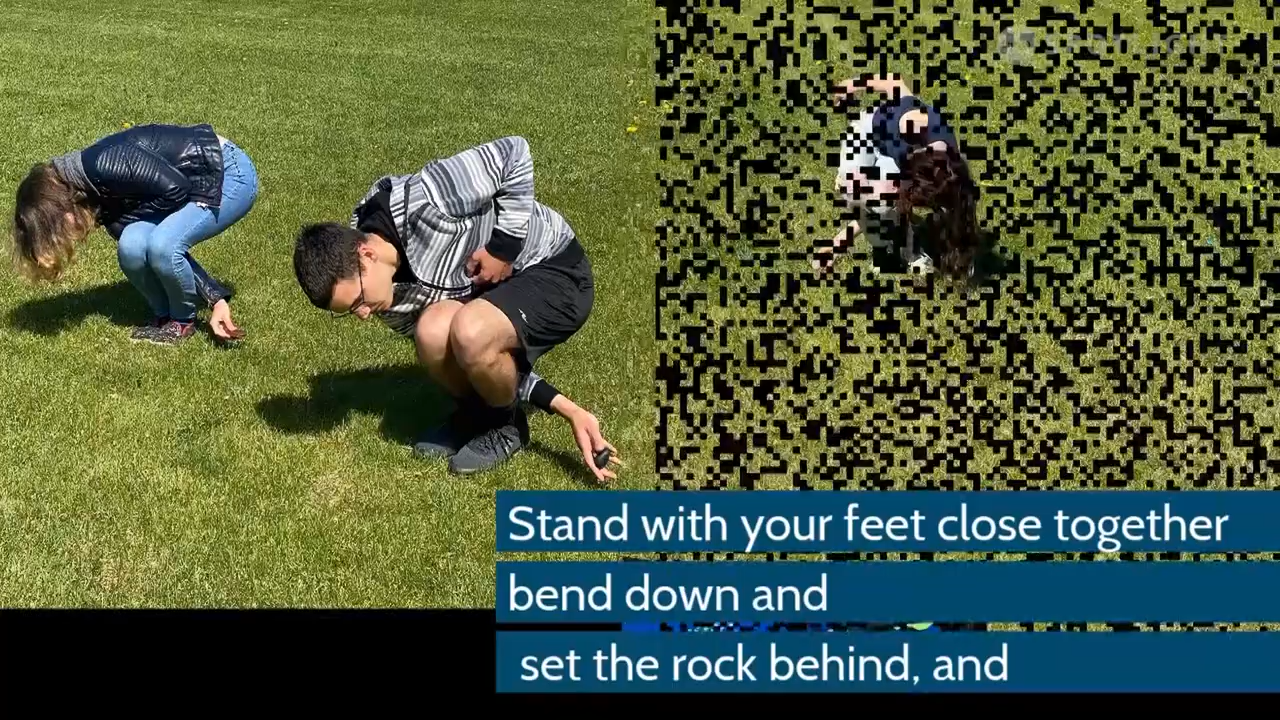 Stand with your feet close together
bend down and
set the rock behind, and